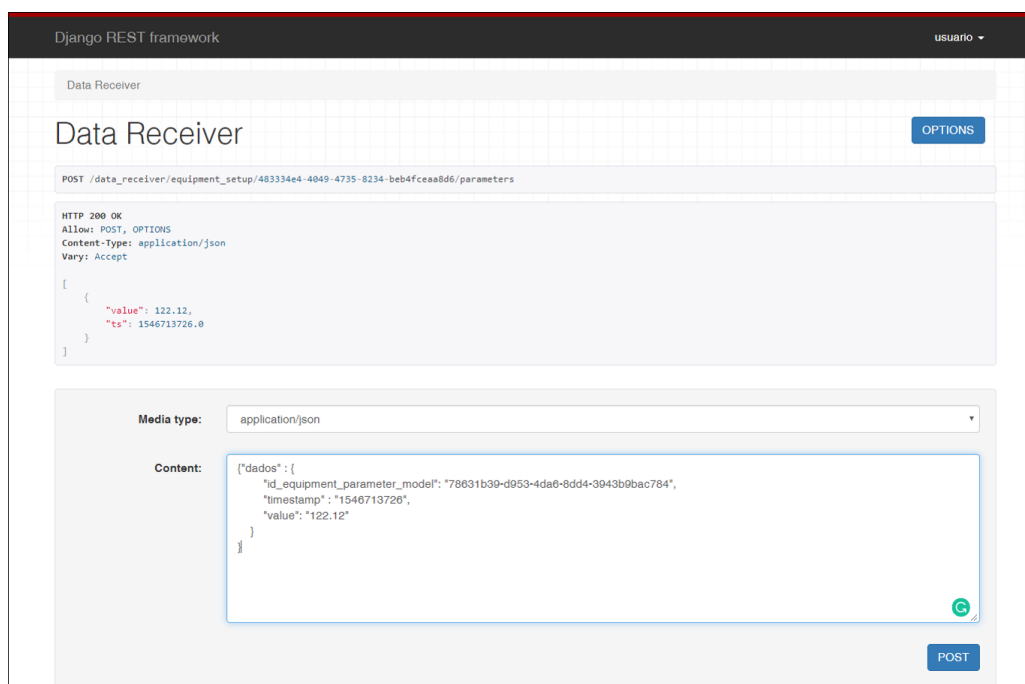 Django REST framework
usuario
Data Receiver
Data Receiver
OPTIONS
POST /data_receiver/equipment_setup/483334e4-4049-4735-8234-beb4fceaa8d6/parameters
HTTP 200 OK
Allow: POST, OPTIONS
Content-Type: application/json
Vary: Accept
[
    {
        "value": 122.12,
        "ts": 1546713726.0
    }
]
Media type:
application/json
Content:
{"dados" : {
        "id_equipment_parameter_model": "78631b39-d953-4da6-8dd4-3943b9bac784",
        "timestamp" : "1546713726",
        "value": "122.12"
    }
}
POST